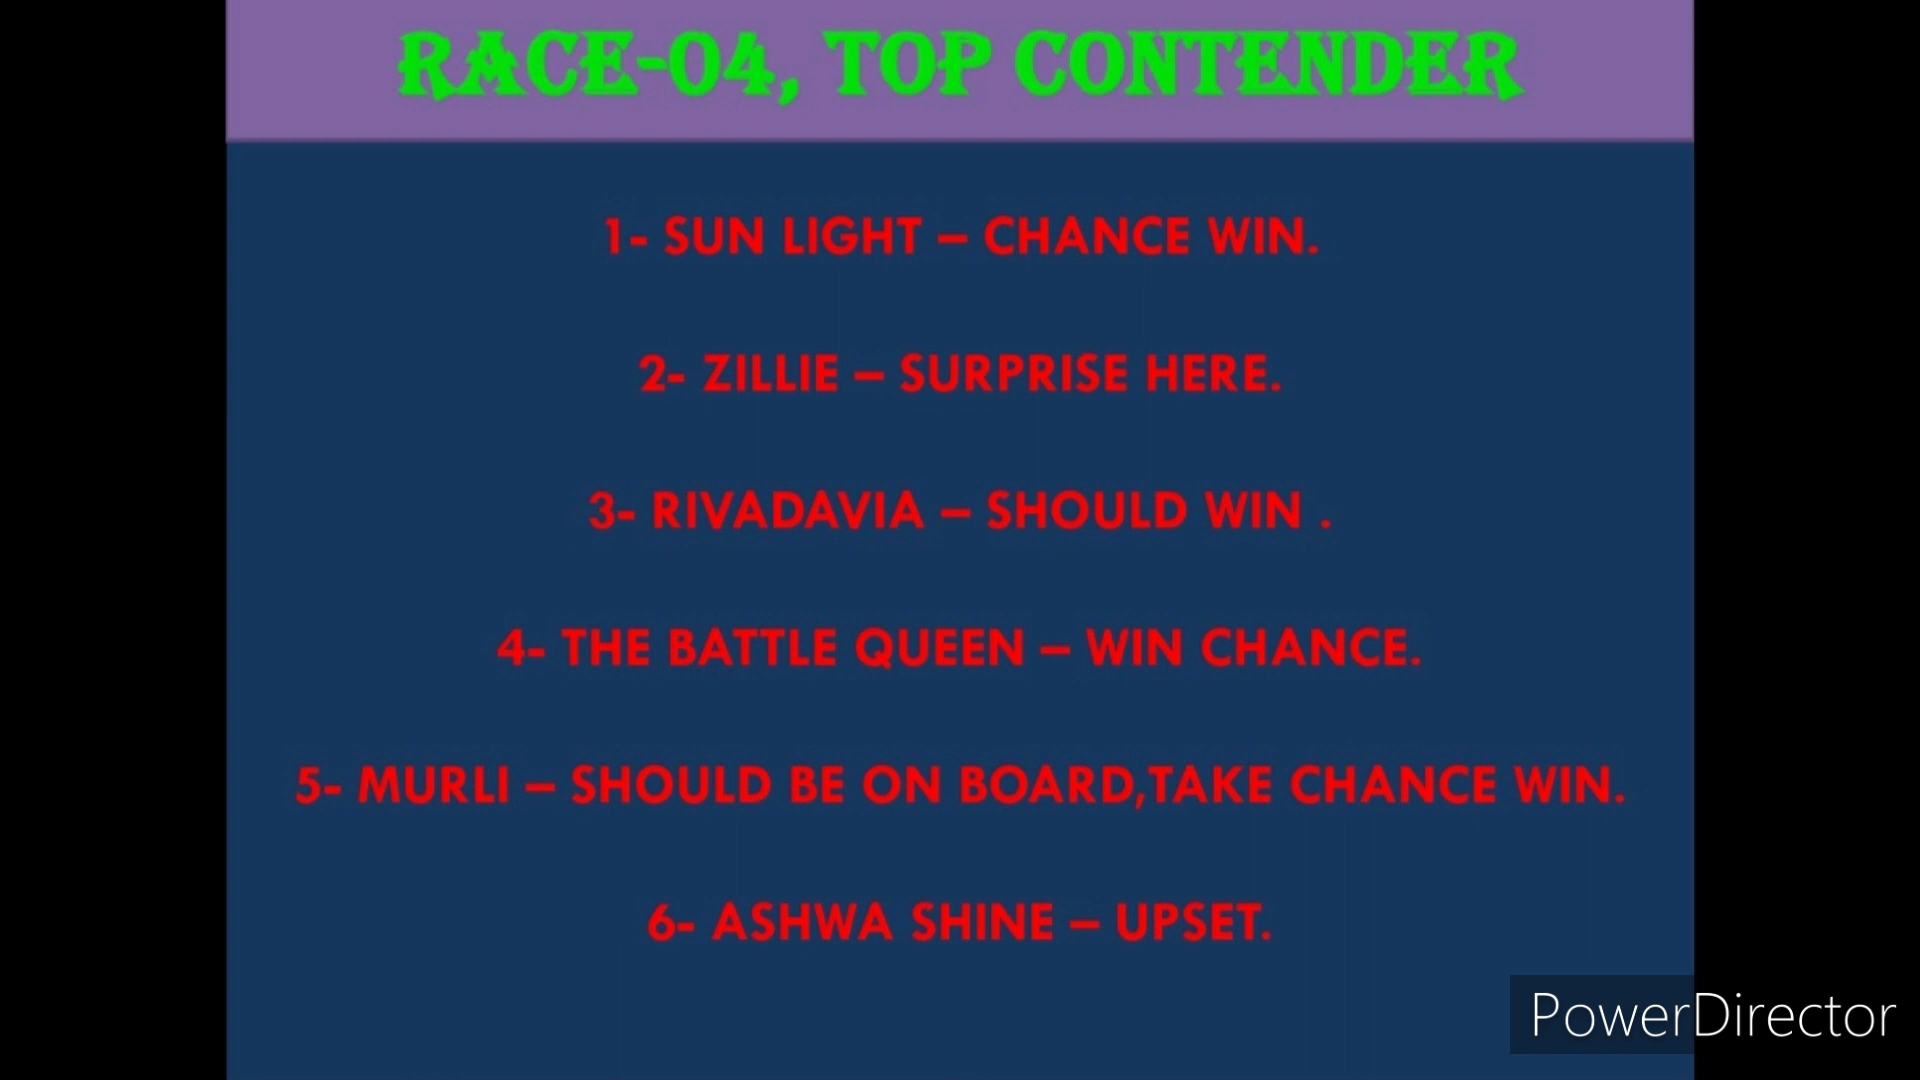 RACE-04, TOP CONTENDER
1- SUN LIGHT – CHANCE WIN.
2- ZILLIE – SURPRISE HERE.
3- RIVADAVIA – SHOULD WIN .
4- THE BATTLE QUEEN – WIN CHANCE.
5- MURLI – SHOULD BE ON BOARD,TAKE CHANCE WIN.
6- ASHWA SHINE – UPSET.
PowerDirector